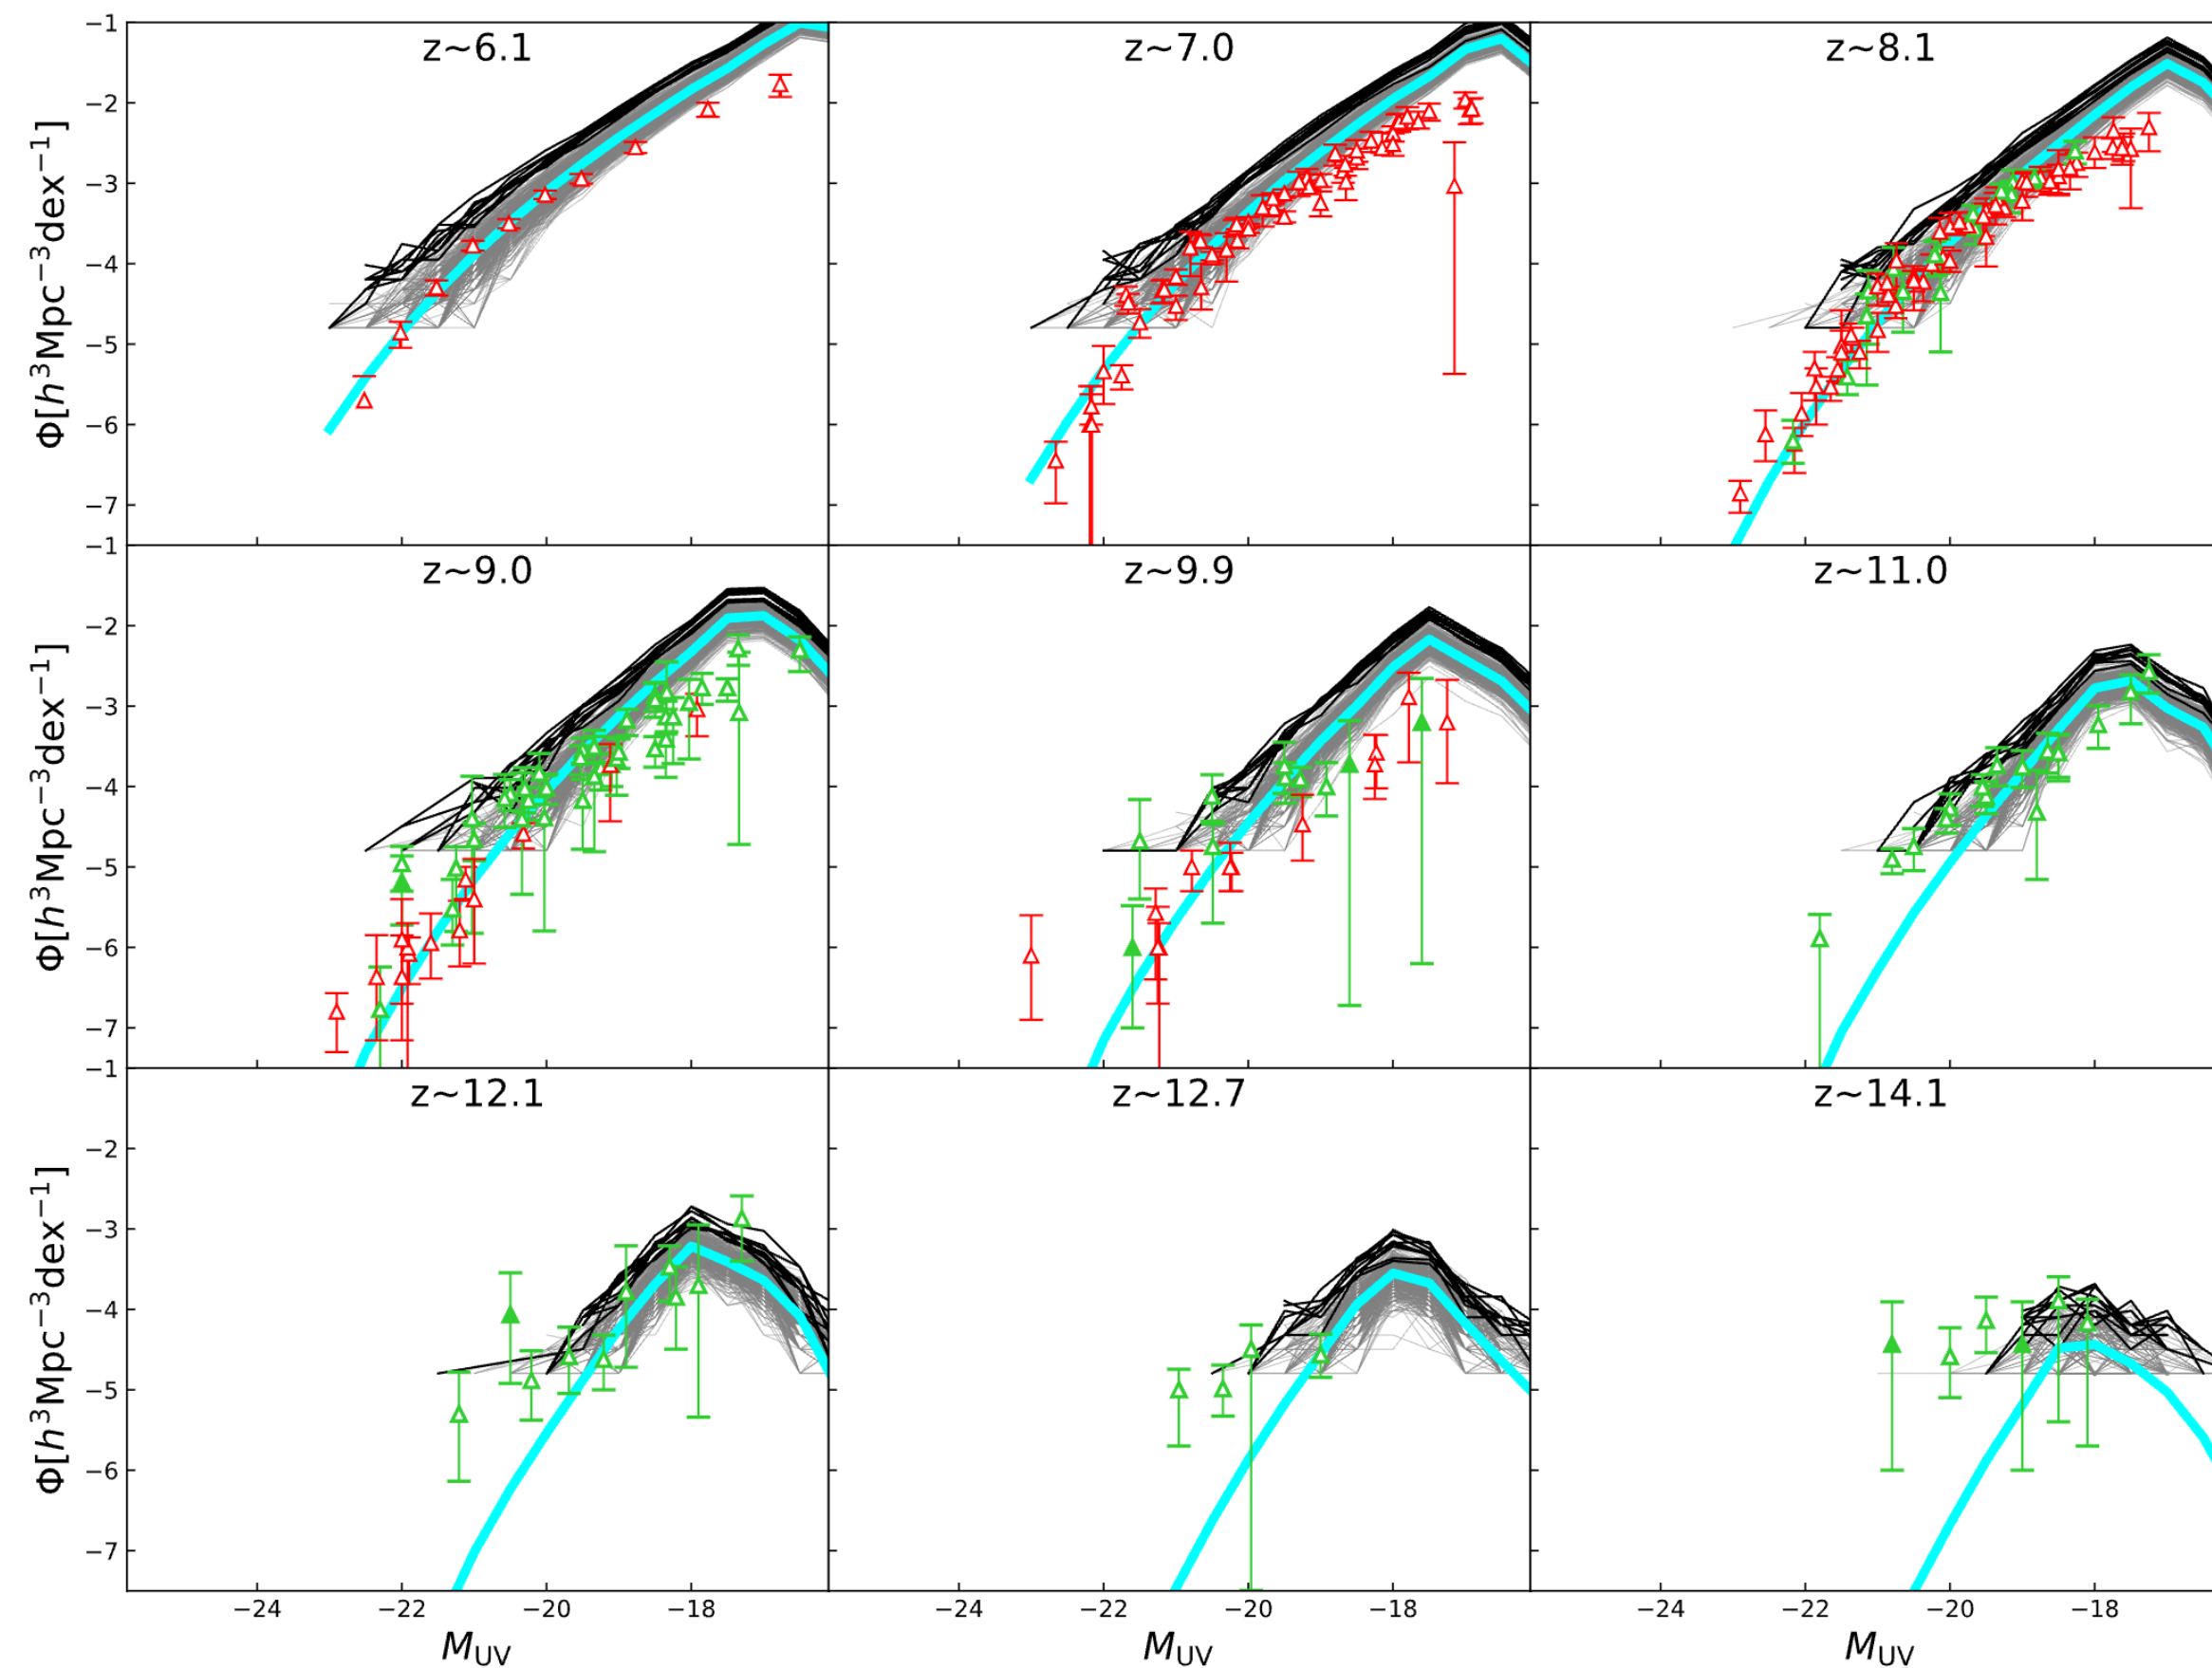 z~6.1 z~7.0 z~8.1
−1
−2
−3
−4
−5
−6
−7
Φ[h³Mpc⁻³dex⁻¹]
z~9.0 z~9.9 z~11.0
−1
−2
−3
−4
−5
−6
−7
Φ[h³Mpc⁻³dex⁻¹]
z~12.1 z~12.7 z~14.1
−1
−2
−3
−4
−5
−6
−7
Φ[h³Mpc⁻³dex⁻¹]
−24 −22 −20 −18 −24 −22 −20 −18 −24 −22 −20 −18
M_UV M_UV M_UV